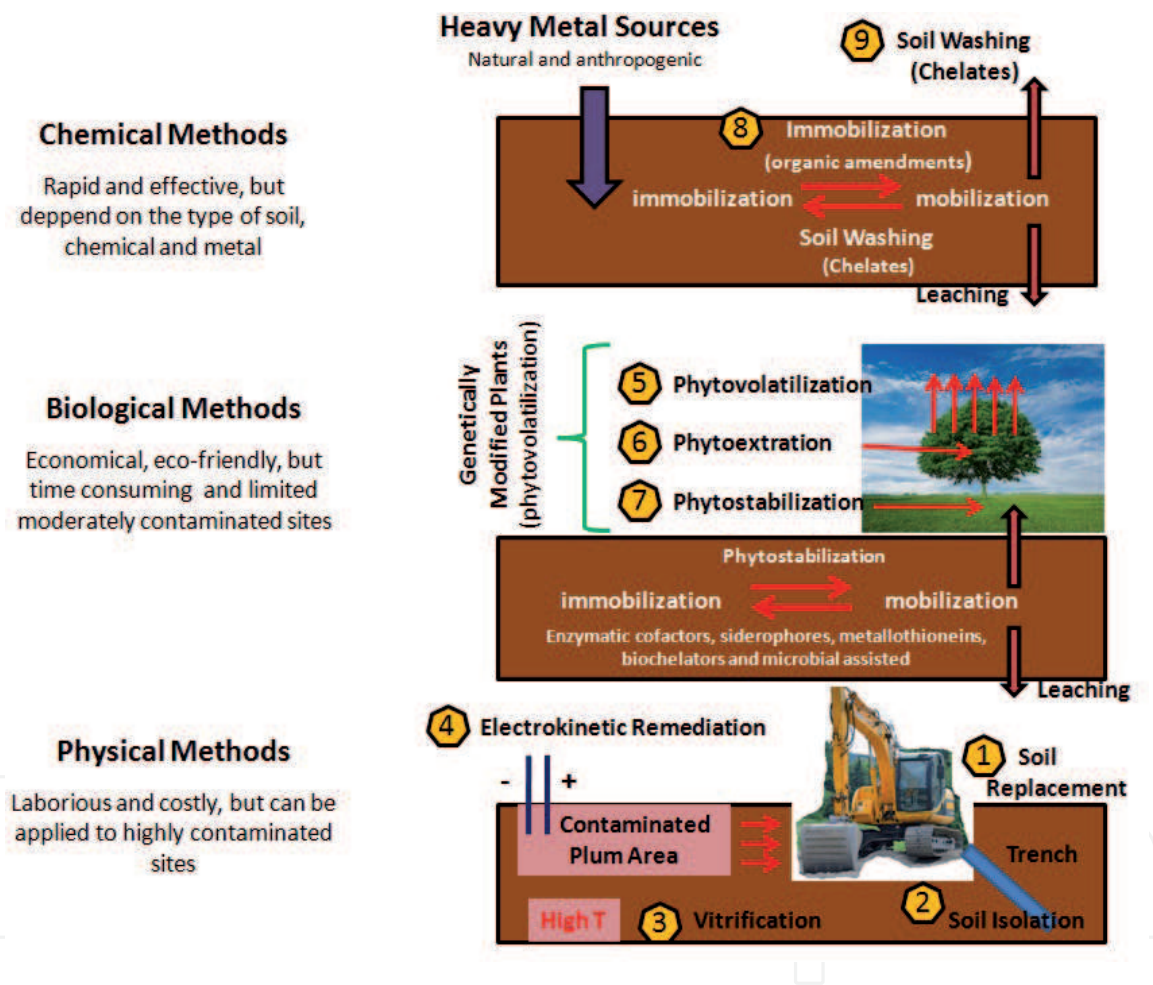 Heavy Metal Sources
Natural and anthropogenic
9 Soil Washing
(Chelates)
Chemical Methods
Rapid and effective, but
deppend on the type of soil,
chemical and metal
8 Immobilization
(organic amendments)
immobilization mobilization
Soil Washing
(Chelates)
Leaching
Biological Methods
Economical, eco-friendly, but
time consuming and limited
moderately contaminated sites
Genetically
Modified Plants
(phytovolatilization)
5 Phytovolatilization
6 Phytoextration
7 Phytostabilization
Phytostabilization
immobilization mobilization
Enzymatic cofactors, siderophores, metallothioneins,
biochelators and microbial assisted
Leaching
Physical Methods
Laborious and costly, but can be
applied to highly contaminated
sites
4 Electrokinetic Remediation
- +
Contaminated
Plum Area
1 Soil
Replacement
Trench
High T
3 Vitrification
2 Soil Isolation